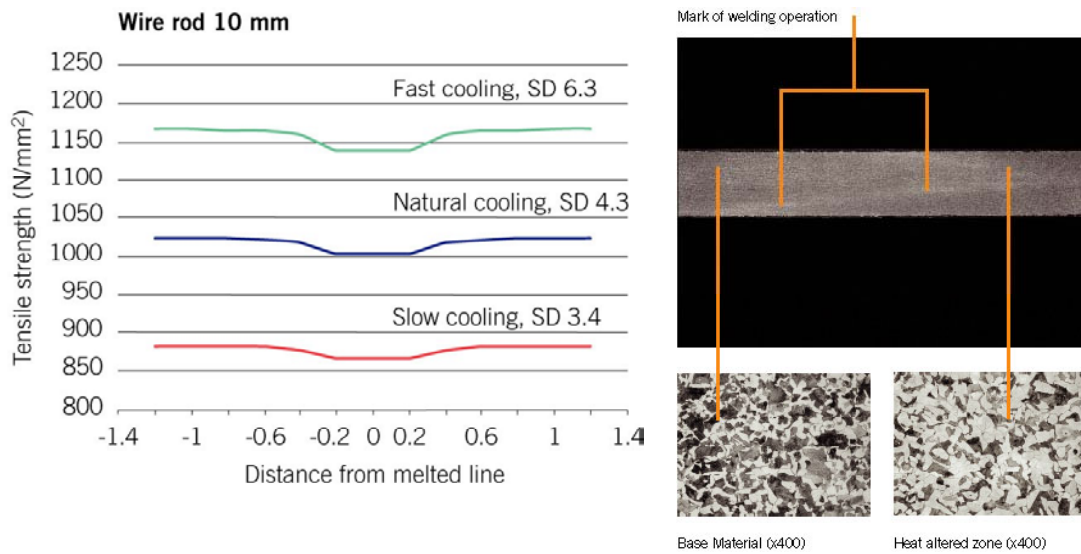 Wire rod 10 mm
Tensile strength (N/mm²)
1250
1200
1150
1100
1050
1000
950
900
850
800
Fast cooling, SD 6.3
Natural cooling, SD 4.3
Slow cooling, SD 3.4
-1.4 -1 -0.6 -0.2 0 0.2 0.6 1 1.4
Distance from melted line
Mark of welding operation
Base Material (x400)
Heat altered zone (x400)